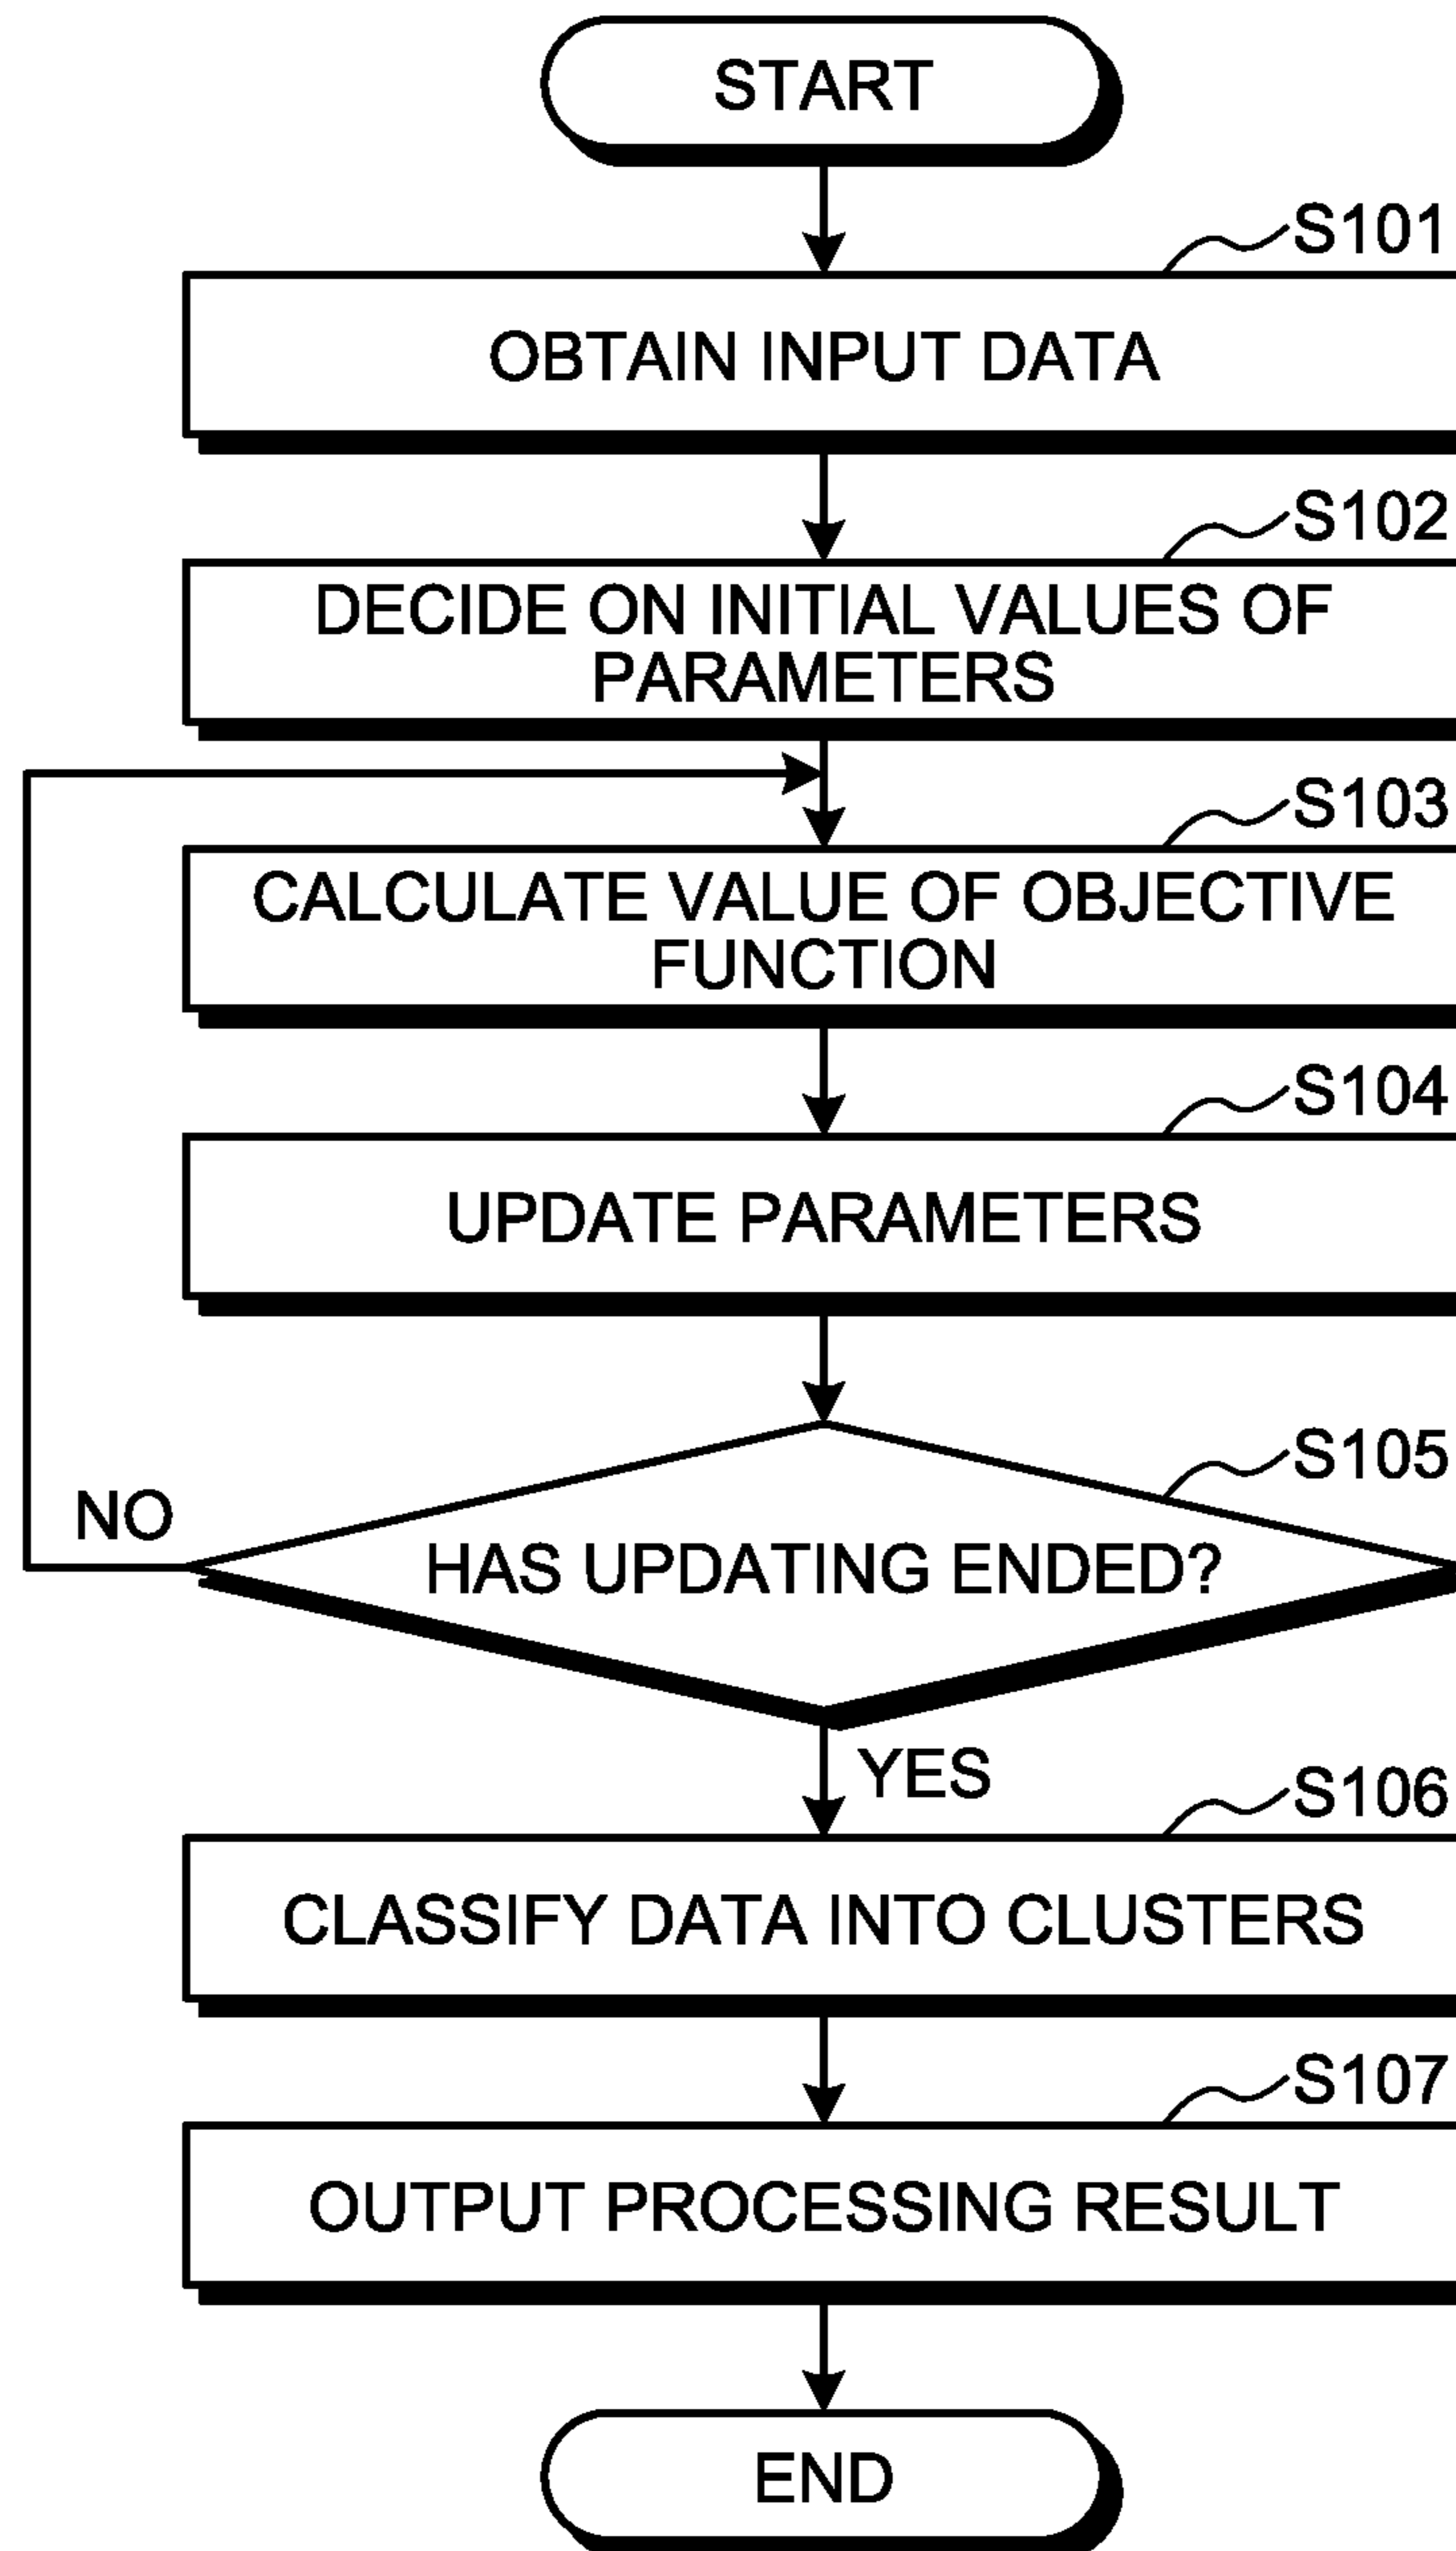 START
S101
OBTAIN INPUT DATA
S102
DECIDE ON INITIAL VALUES OF
PARAMETERS
S103
CALCULATE VALUE OF OBJECTIVE
FUNCTION
S104
UPDATE PARAMETERS
S105
NO
HAS UPDATING ENDED?
YES
S106
CLASSIFY DATA INTO CLUSTERS
S107
OUTPUT PROCESSING RESULT
END